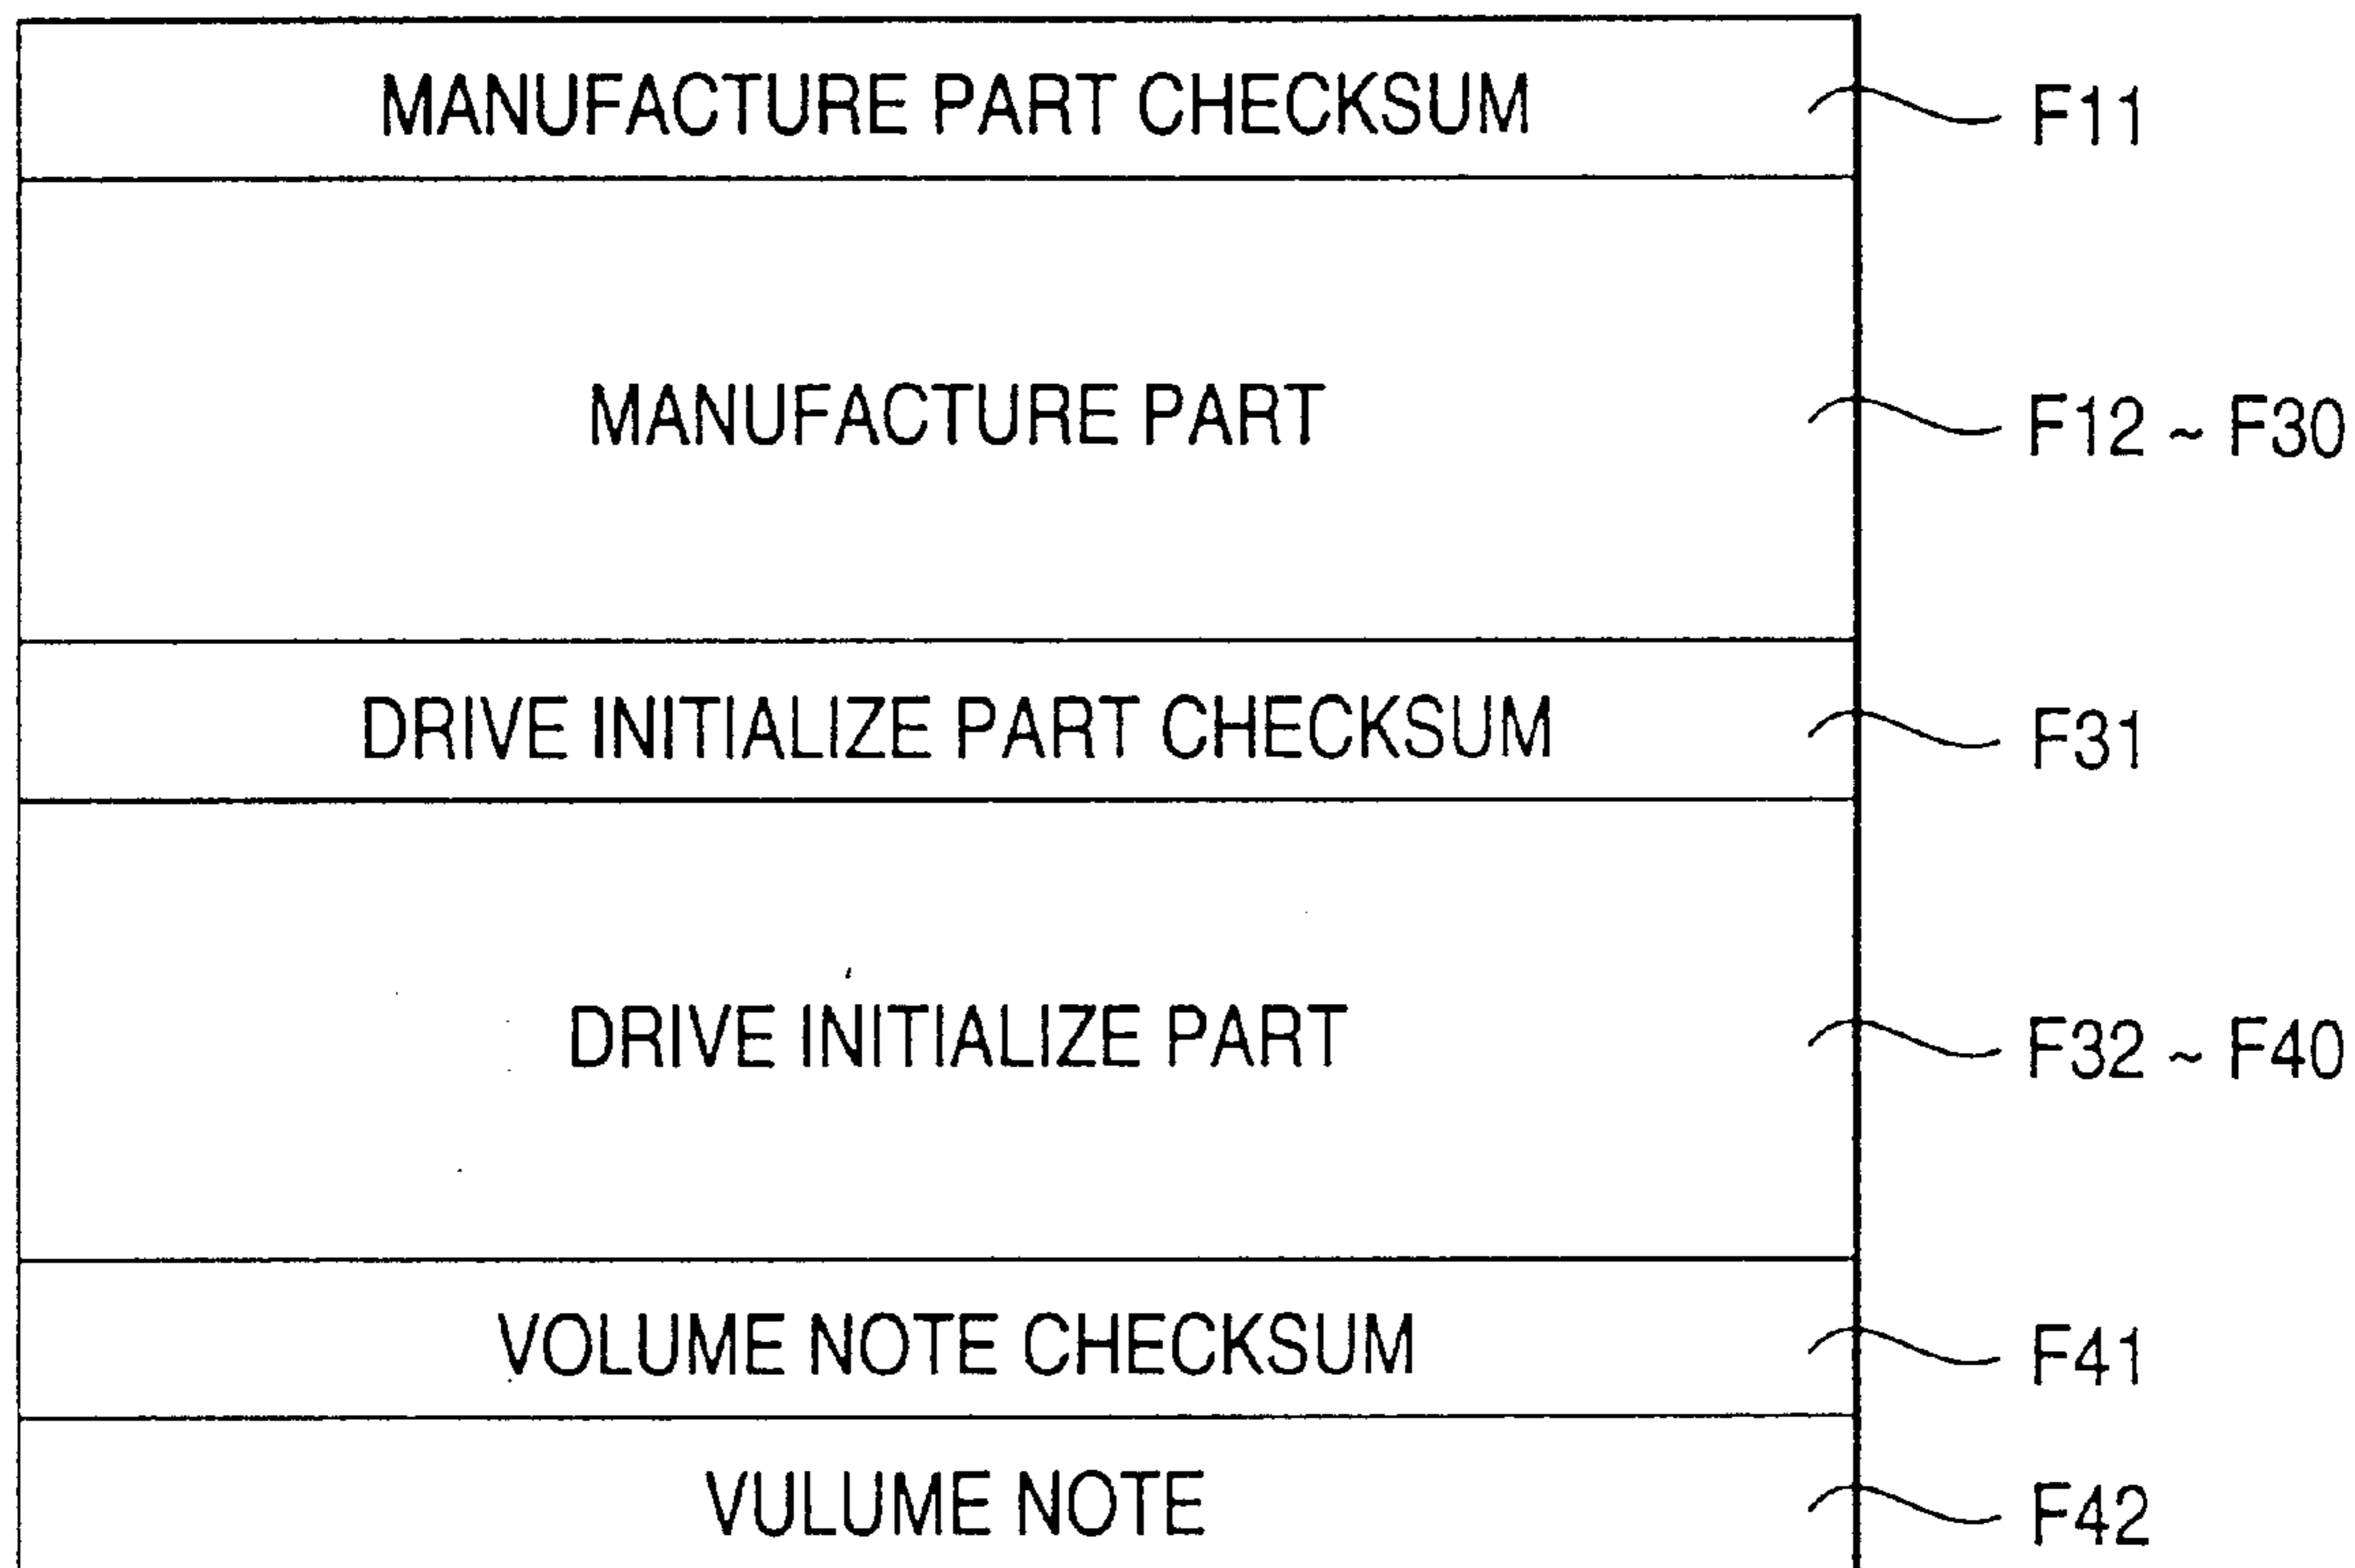 MANUFACTURE PART CHECKSUM F11
MANUFACTURE PART F12 ~ F30
DRIVE INITIALIZE PART CHECKSUM F31
DRIVE INITIALIZE PART F32 ~ F40
VOLUME NOTE CHECKSUM F41
VULUME NOTE F42